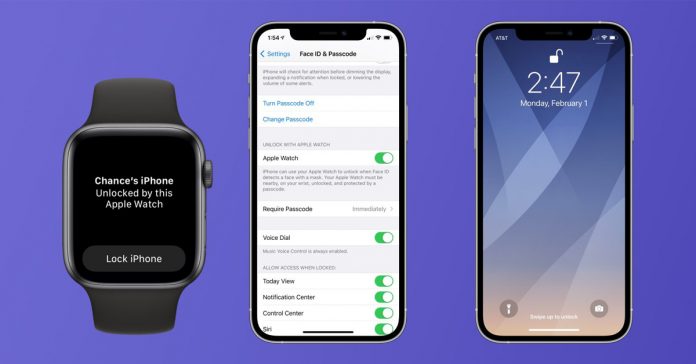 Chance's iPhone
Unlocked by this
Apple Watch
Lock iPhone
1:54
Settings
Face ID & Passcode
iPhone will check for attention before dimming the display,
expanding a notification when locked, or lowering the
volume of some alerts.
Turn Passcode Off
Change Passcode
UNLOCK WITH APPLE WATCH
Apple Watch
iPhone can use your Apple Watch to unlock when Face ID
detects a face with a mask. Your Apple Watch must be
nearby, on your wrist, unlocked, and protected by a
passcode.
Require Passcode Immediately
Voice Dial
Music Voice Control is always enabled.
ALLOW ACCESS WHEN LOCKED:
Today View
Notification Center
Control Center
Siri
AT&T
2:47
Monday, February 1
Swipe up to unlock